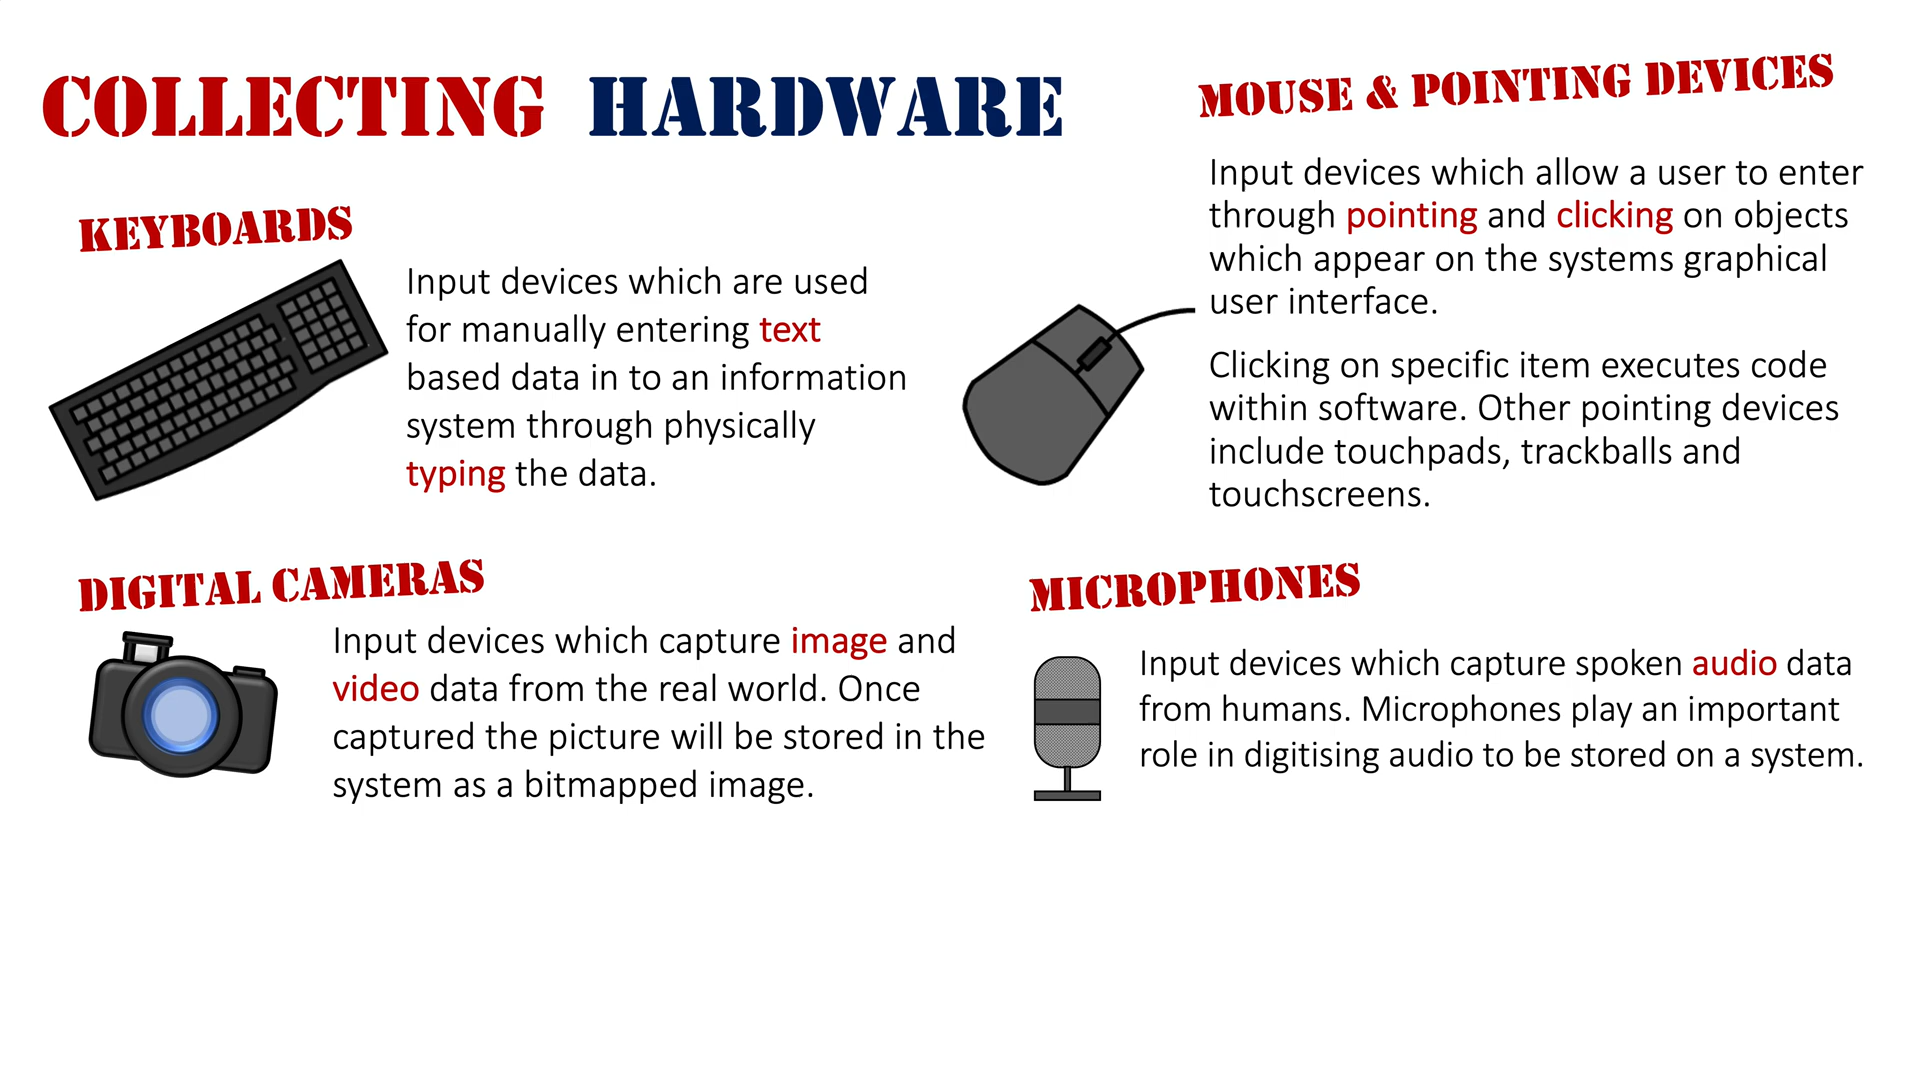 COLLECTING HARDWARE
KEYBOARDS
Input devices which are used
for manually entering text
based data in to an information
system through physically
typing the data.
MOUSE & POINTING DEVICES
Input devices which allow a user to enter
through pointing and clicking on objects
which appear on the systems graphical
user interface.
Clicking on specific item executes code
within software. Other pointing devices
include touchpads, trackballs and
touchscreens.
DIGITAL CAMERAS
Input devices which capture image and
video data from the real world. Once
captured the picture will be stored in the
system as a bitmapped image.
MICROPHONES
Input devices which capture spoken audio data
from humans. Microphones play an important
role in digitising audio to be stored on a system.